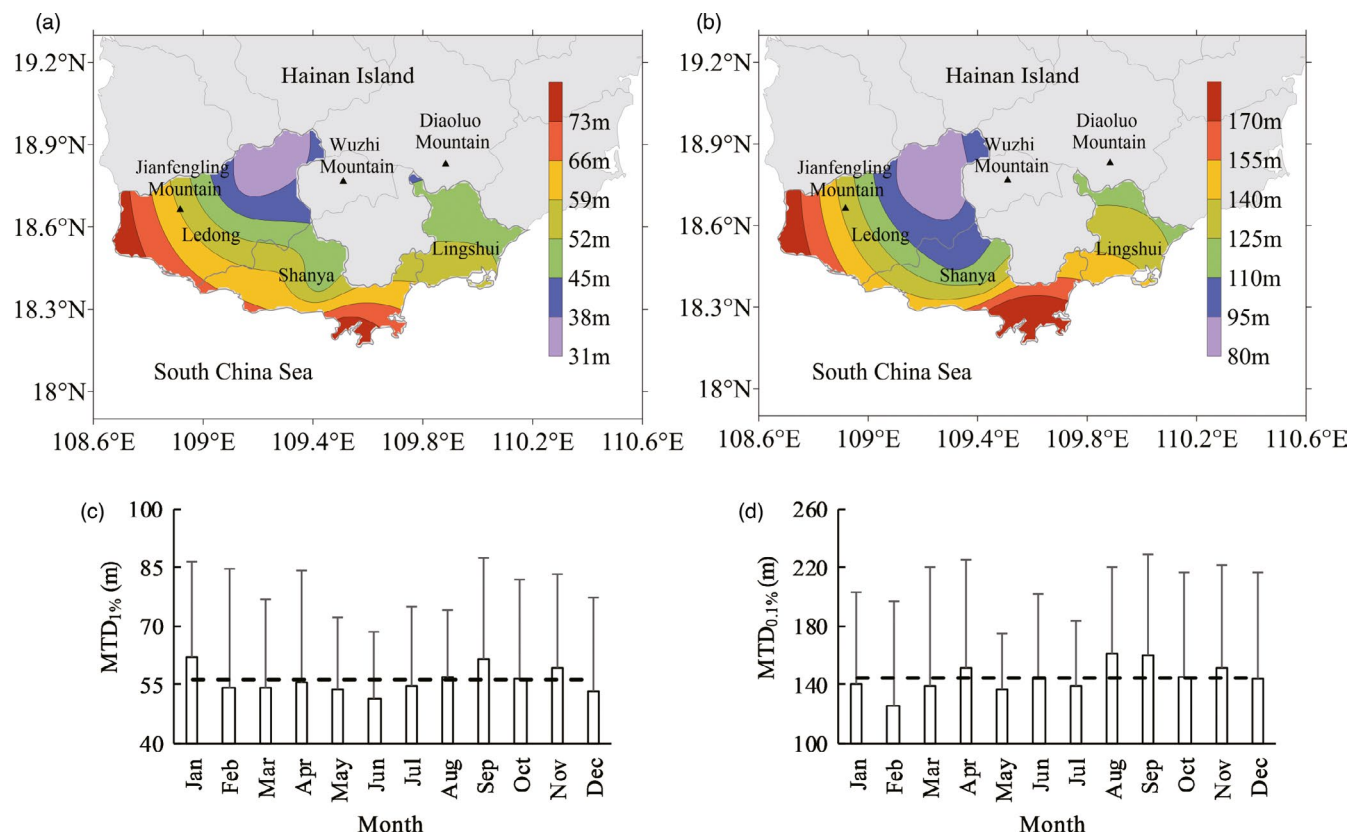 (a)
19.2°N
18.9°N
18.6°N
18.3°N
18°N
108.6°E
109°E
109.4°E
109.8°E
110.2°E
110.6°E
Hainan Island
Diaoluo
Mountain
Wuzhi
Mountain
Jianfengling
Mountain
Ledong
Shanya
Lingshui
South China Sea
73m
66m
59m
52m
45m
38m
31m
(b)
19.2°N
18.9°N
18.6°N
18.3°N
18°N
108.6°E
109°E
109.4°E
109.8°E
110.2°E
110.6°E
Hainan Island
Diaoluo
Mountain
Wuzhi
Mountain
Jianfengling
Mountain
Ledong
Shanya
Lingshui
South China Sea
170m
155m
140m
125m
110m
95m
80m
(c)
MTD1% (m)
100
85
70
55
40
Jan
Feb
Mar
Apr
May
Jun
Jul
Aug
Sep
Oct
Nov
Dec
Month
(d)
MTD0.1% (m)
260
220
180
140
100
Jan
Feb
Mar
Apr
May
Jun
Jul
Aug
Sep
Oct
Nov
Dec
Month